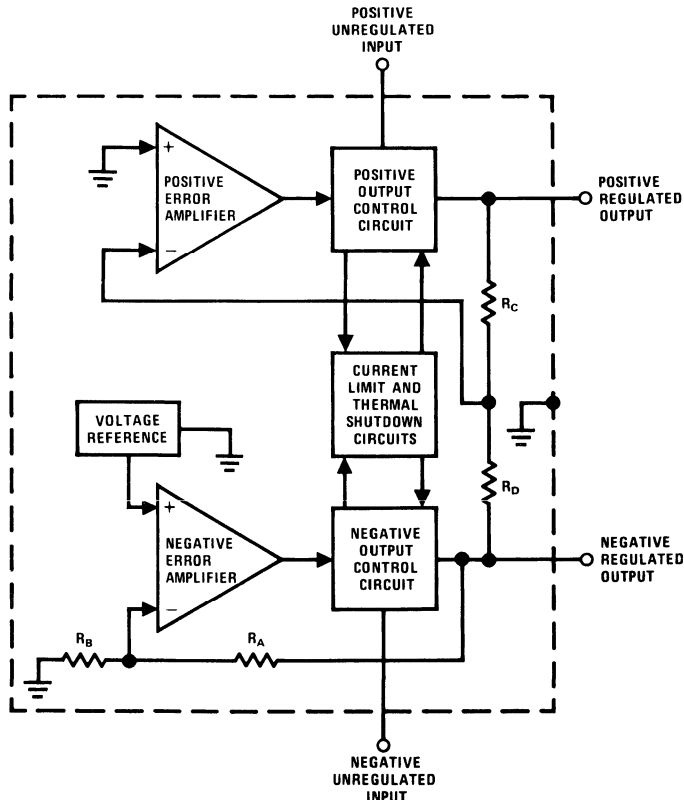 POSITIVE
UNREGULATED
INPUT
+
POSITIVE
ERROR
AMPLIFIER
−
POSITIVE
OUTPUT
CONTROL
CIRCUIT
POSITIVE
REGULATED
OUTPUT
RC
CURRENT
LIMIT AND
THERMAL
SHUTDOWN
CIRCUITS
VOLTAGE
REFERENCE
RD
+
NEGATIVE
ERROR
AMPLIFIER
−
NEGATIVE
OUTPUT
CONTROL
CIRCUIT
NEGATIVE
REGULATED
OUTPUT
RB
RA
NEGATIVE
UNREGULATED
INPUT